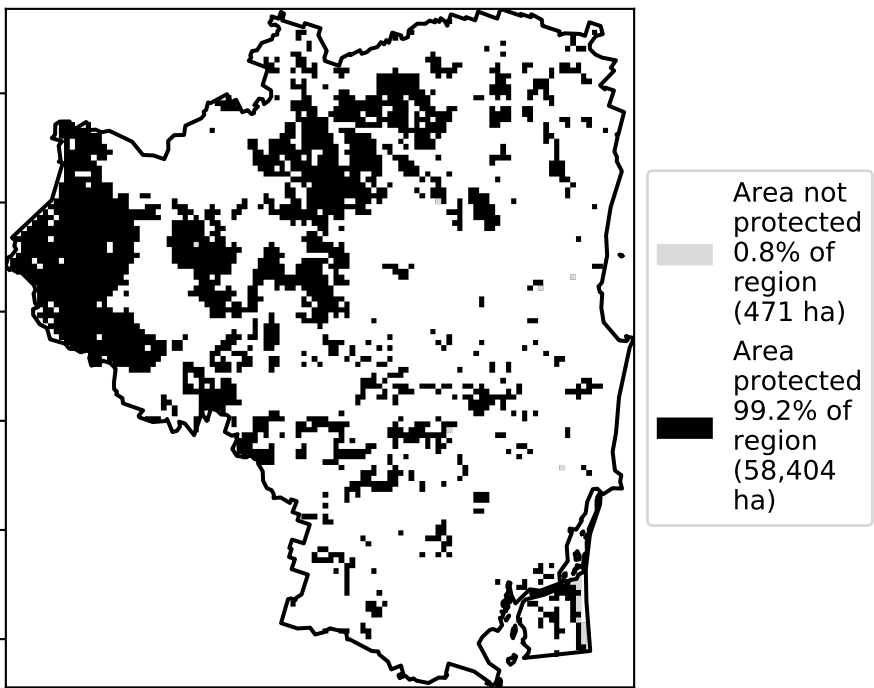 Area not
protected
0.8% of
region
(471 ha)
Area
protected
99.2% of
region
(58,404
ha)